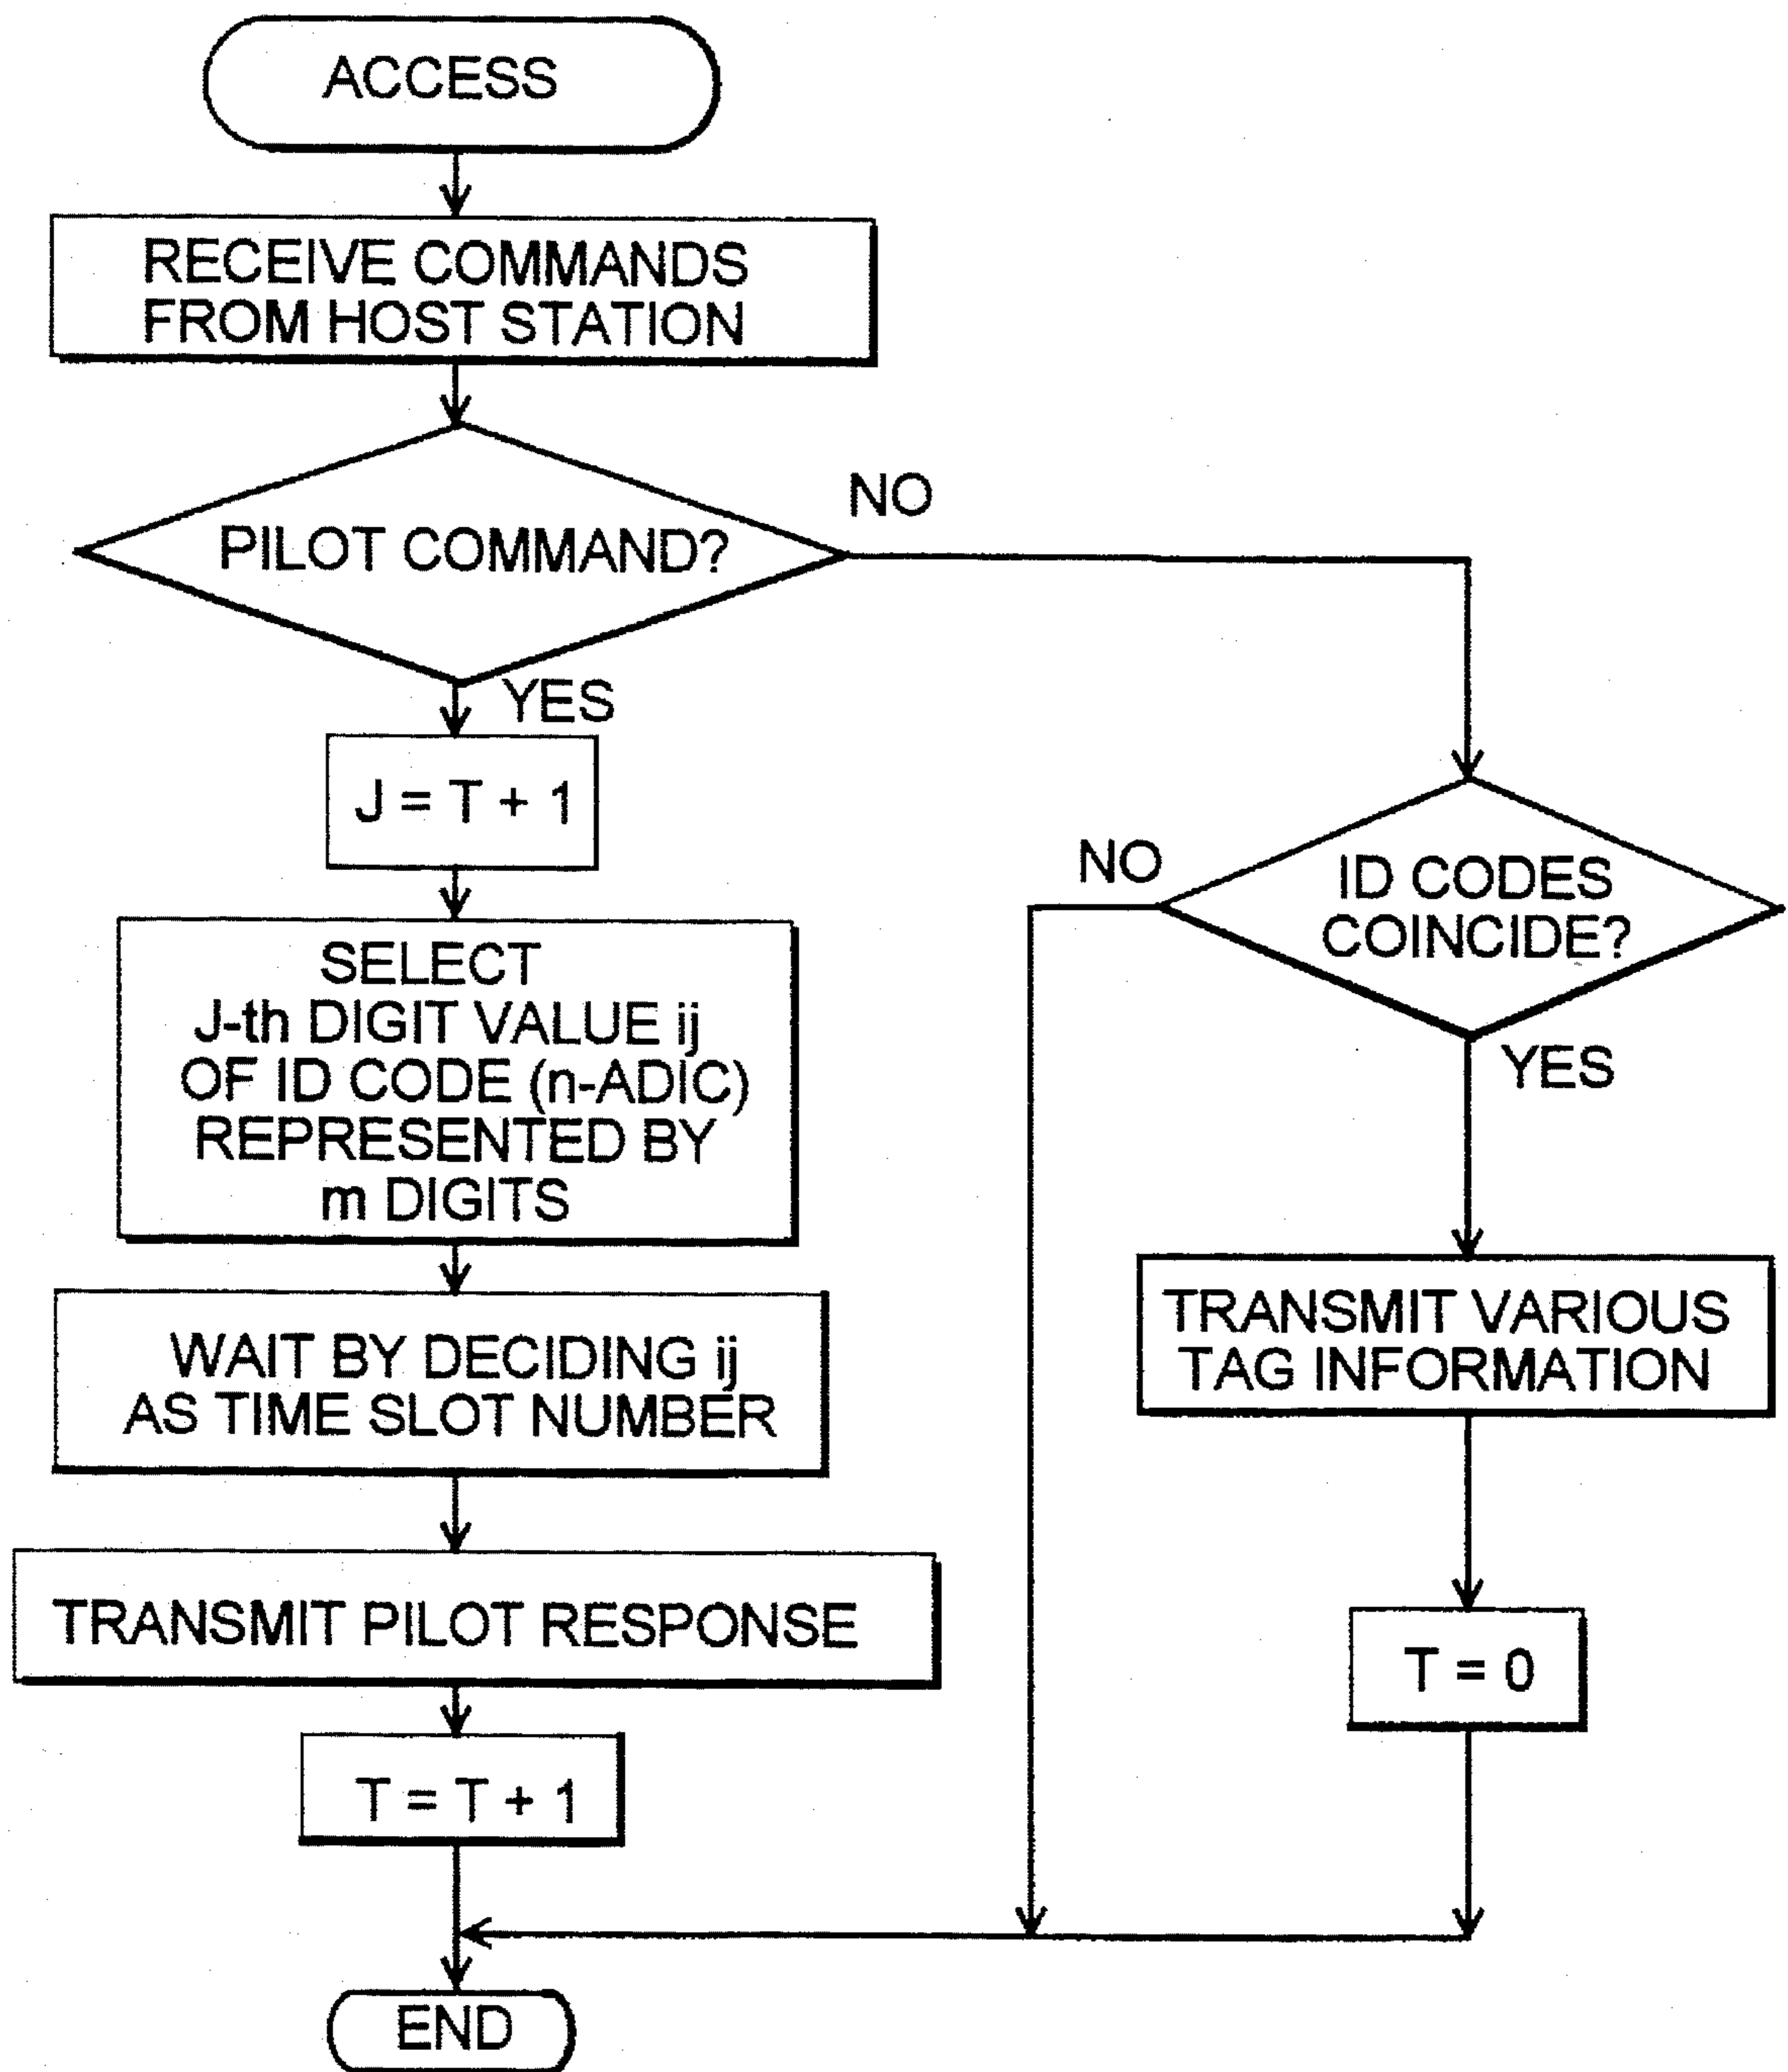 ACCESS
RECEIVE COMMANDS
FROM HOST STATION
PILOT COMMAND?
NO
YES
J = T + 1
SELECT
J-th DIGIT VALUE ij
OF ID CODE (n-ADIC)
REPRESENTED BY
m DIGITS
WAIT BY DECIDING ij
AS TIME SLOT NUMBER
TRANSMIT PILOT RESPONSE
T = T + 1
NO
ID CODES
COINCIDE?
YES
TRANSMIT VARIOUS
TAG INFORMATION
T = 0
END